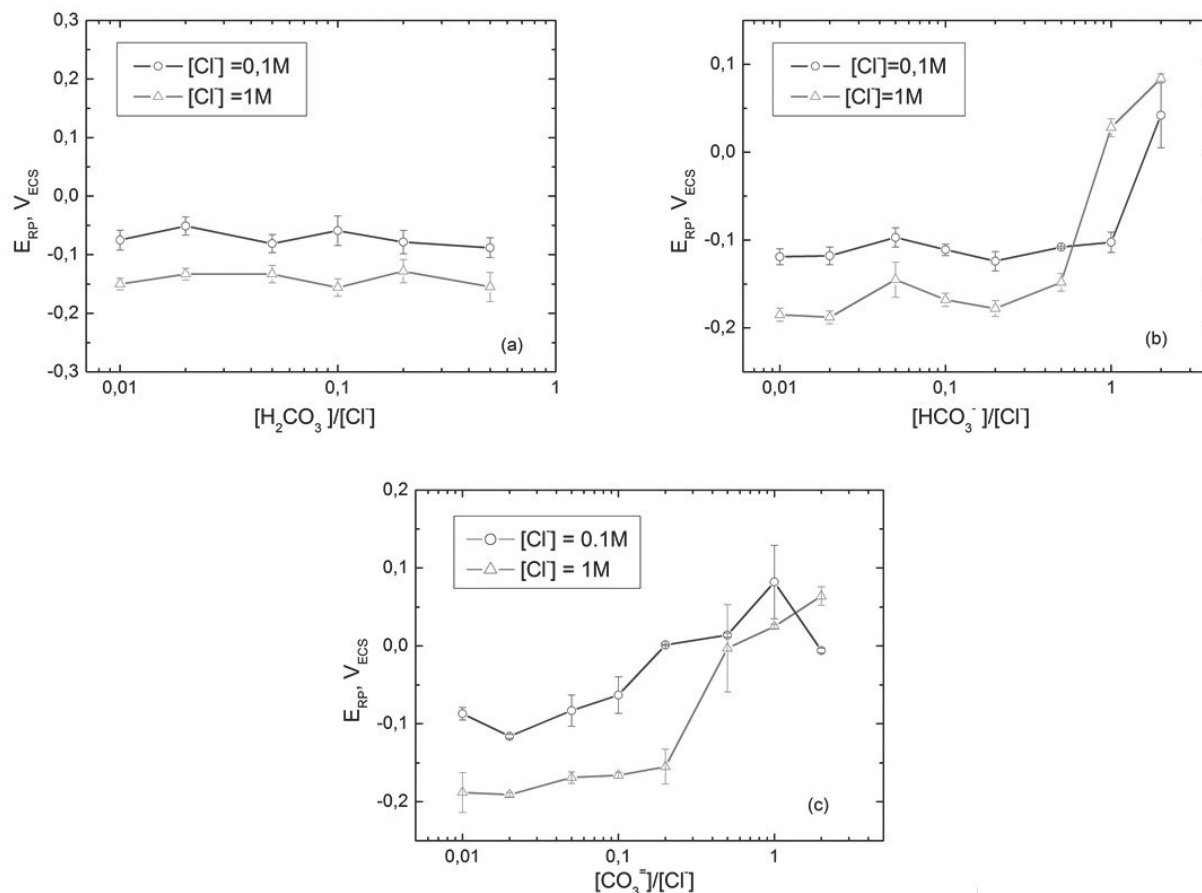 0,3
0,2
0,1
0,0
-0,1
-0,2
-0,3
E_RP, V_ECS
[Cl⁻] =0,1M
[Cl⁻] =1M
(a)
0,01
0,1
1
[H₂CO₃]/[Cl⁻]
0,1
0,0
-0,1
-0,2
E_RP, V_ECS
[Cl⁻]=0,1M
[Cl⁻]=1M
(b)
0,01
0,1
1
[HCO₃⁻]/[Cl⁻]
0,2
0,1
0,0
-0,1
-0,2
E_RP, V_ECS
[Cl⁻] = 0.1M
[Cl⁻] = 1M
(c)
0,01
0,1
1
[CO₃⁼]/[Cl⁻]